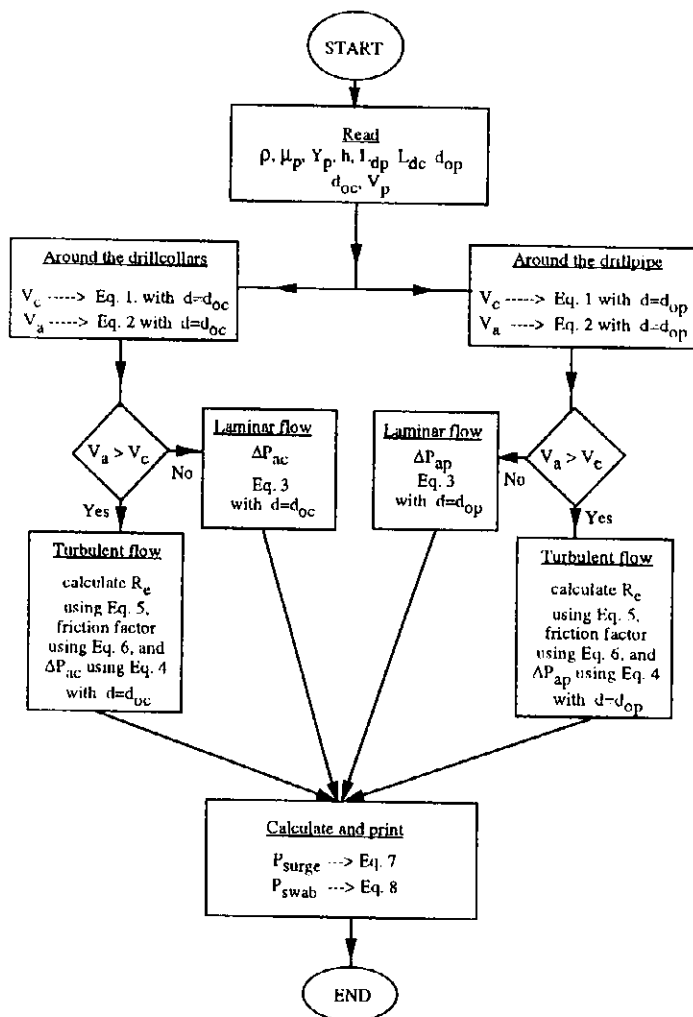 START
Read
ρ, μp, Yp, h, Ldp Ldc dop
doc, Vp
Around the drillcollars
Vc -----> Eq. 1. with d=doc
Va -----> Eq. 2 with d=doc
Around the drillpipe
Vc -----> Eq. 1 with d=dop
Va -----> Eq. 2 with d=dop
Va > Vc
No
Yes
Laminar flow
ΔPac
Eq. 3
with d=doc
Laminar flow
ΔPap
Eq. 3
with d=dop
Va > Vc
No
Yes
Turbulent flow
calculate Re
using Eq. 5,
friction factor
using Eq. 6, and
ΔPac using Eq. 4
with d=doc
Turbulent flow
calculate Re
using Eq. 5,
friction factor
using Eq. 6, and
ΔPap using Eq. 4
with d=dop
Calculate and print
Psurge ---> Eq. 7
Pswab ---> Eq. 8
END